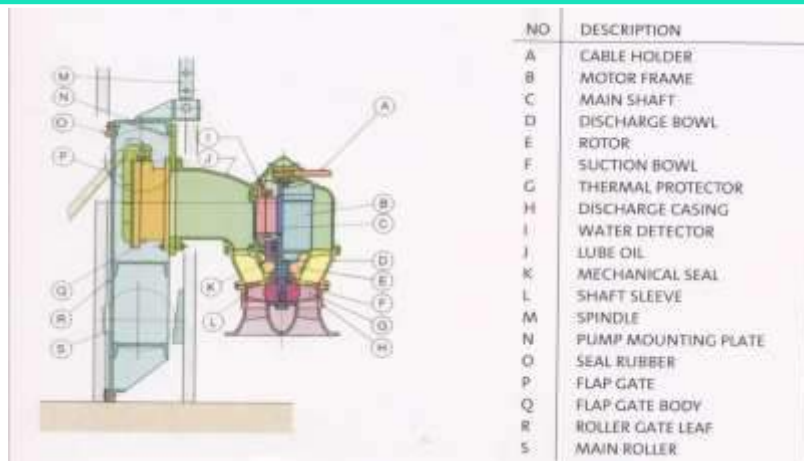 NO DESCRIPTION
A CABLE HOLDER
B MOTOR FRAME
C MAIN SHAFT
D DISCHARGE BOWL
E ROTOR
F SUCTION BOWL
G THERMAL PROTECTOR
H DISCHARGE CASING
I WATER DETECTOR
J LUBE OIL
K MECHANICAL SEAL
L SHAFT SLEEVE
M SPINDLE
N PUMP MOUNTING PLATE
O SEAL RUBBER
P FLAP GATE
Q FLAP GATE BODY
R ROLLER GATE LEAF
S MAIN ROLLER
M
N
O
P
I
J
A
B
C
D
E
F
G
H
K
L
Q
R
S